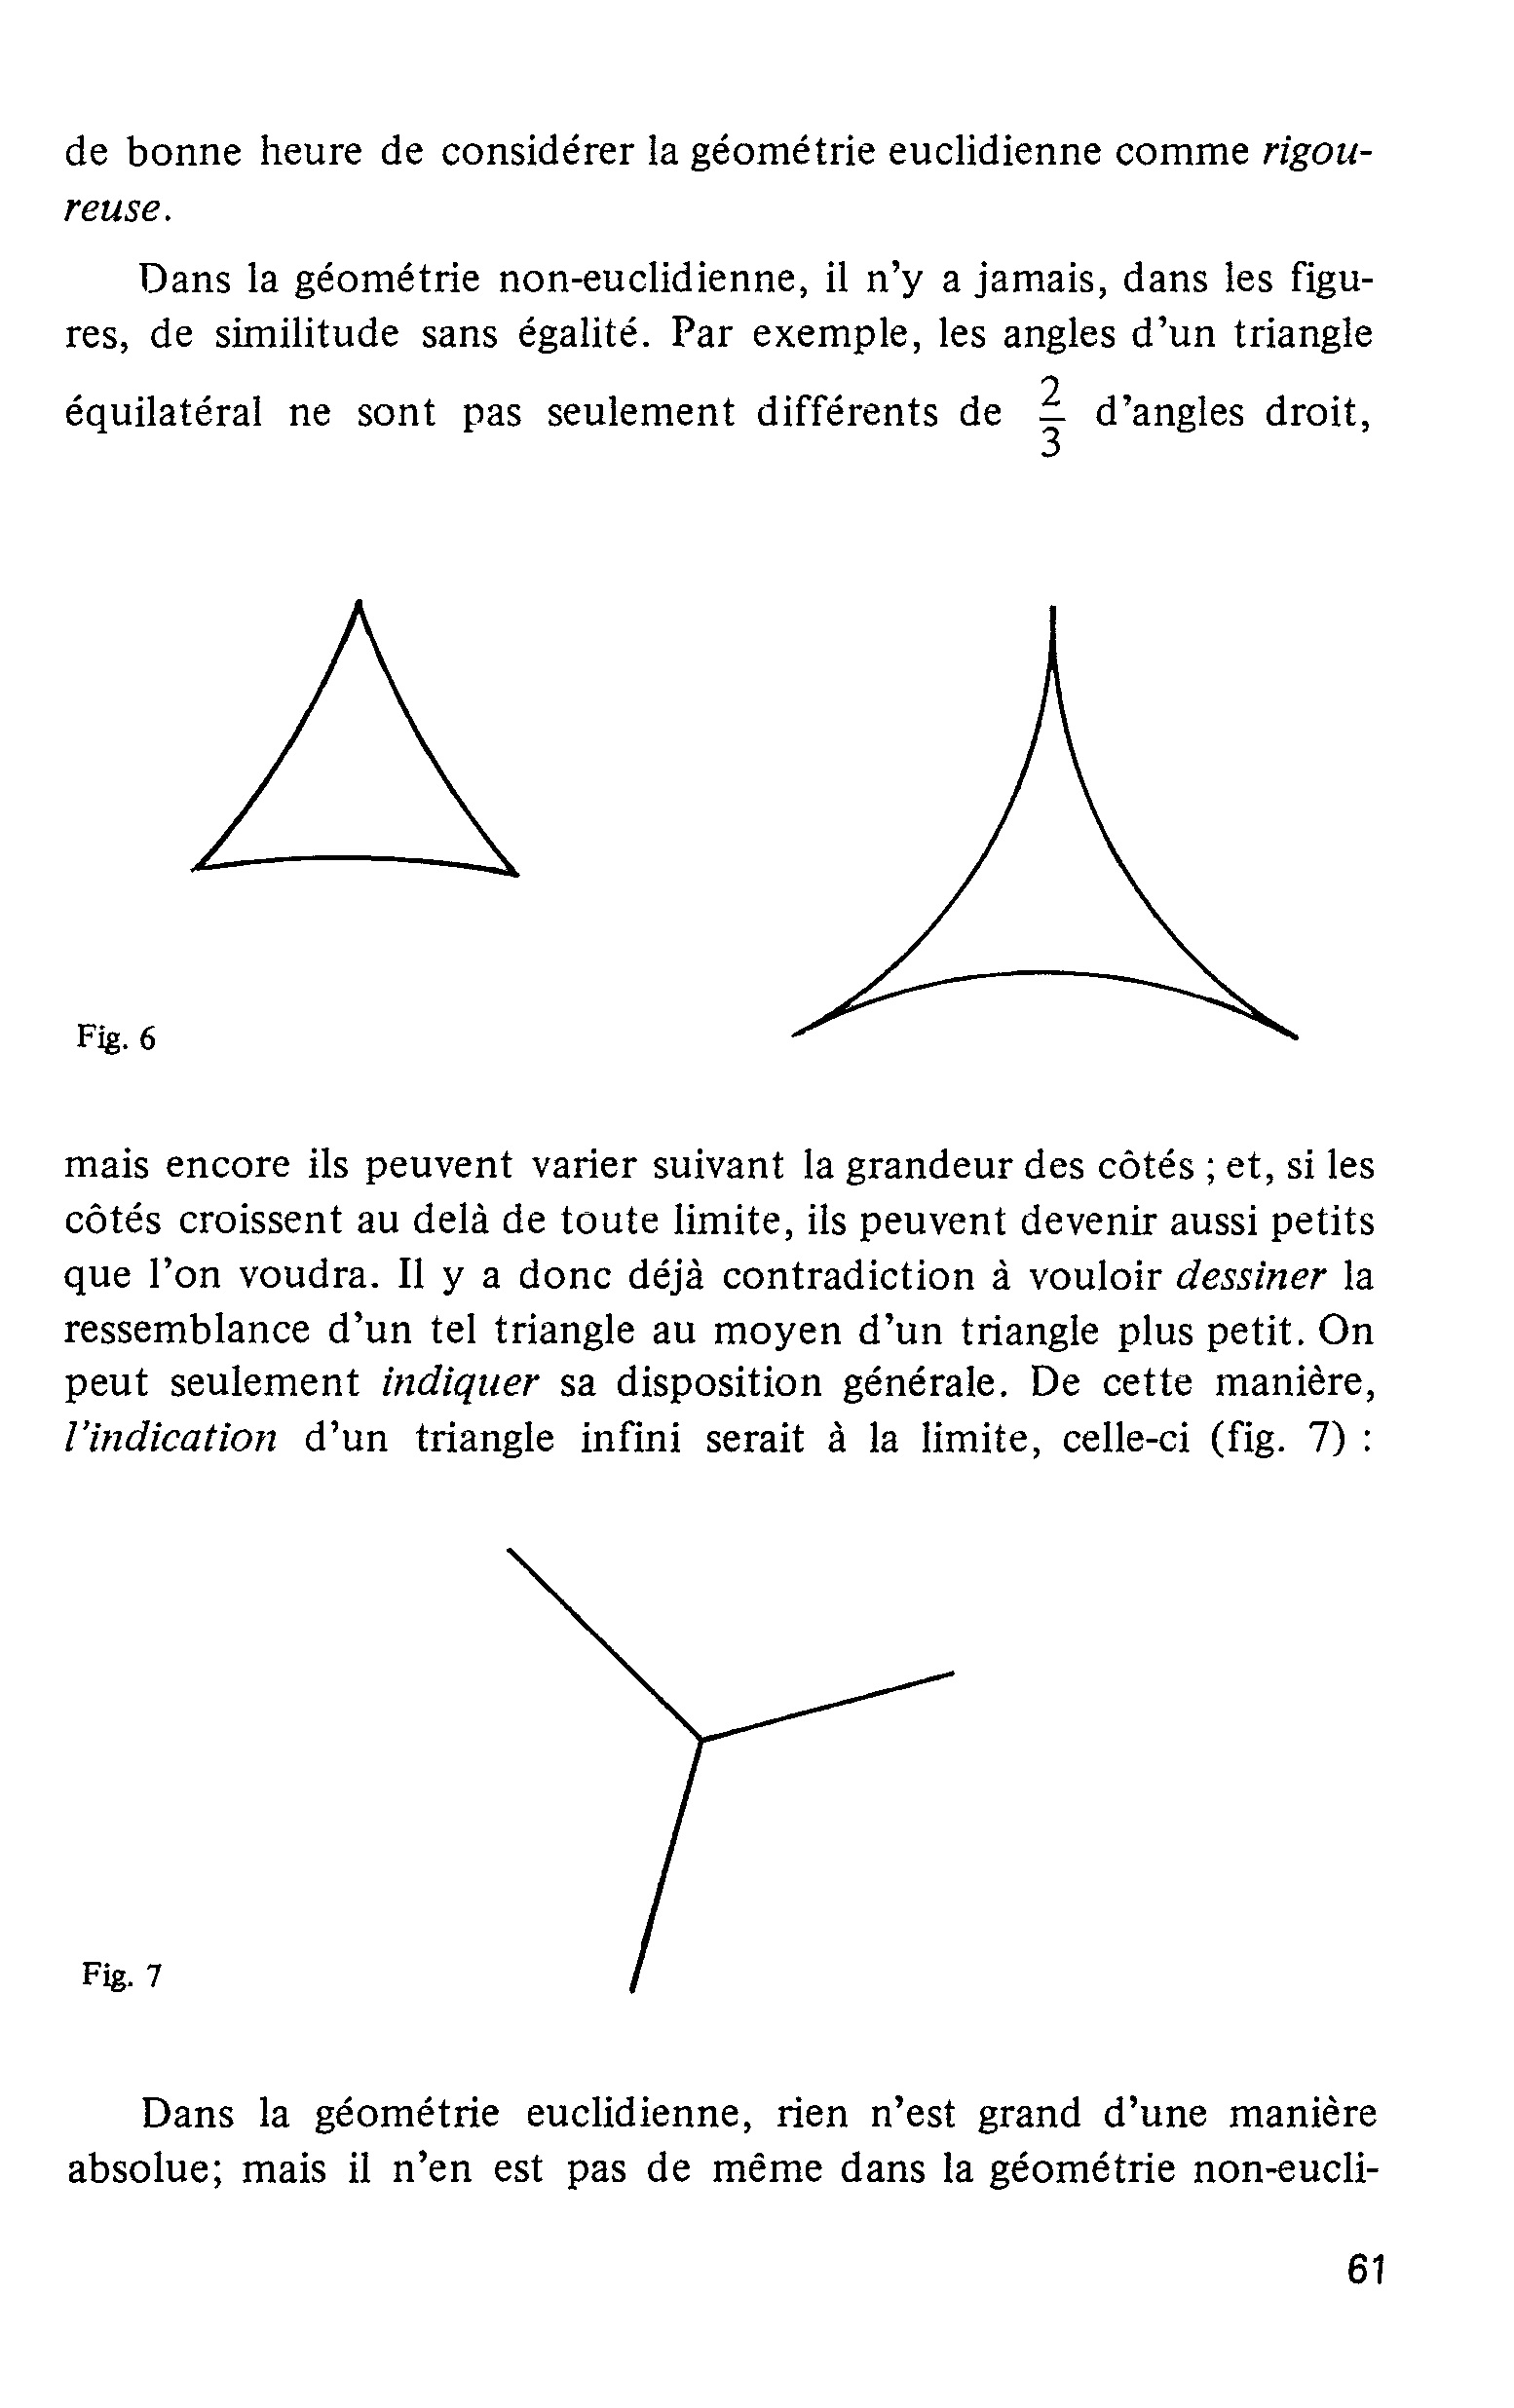 de bonne heure de considérer la géométrie euclidienne comme rigou-
reuse.
Dans la géométrie non-euclidienne, il n’y a jamais, dans les figu-
res, de similitude sans égalité. Par exemple, les angles d’un triangle
équilatéral ne sont pas seulement différents de 2/3 d’angles droit,
Fig. 6
mais encore ils peuvent varier suivant la grandeur des côtés ; et, si les
côtés croissent au delà de toute limite, ils peuvent devenir aussi petits
que l’on voudra. Il y a donc déjà contradiction à vouloir dessiner la
ressemblance d’un tel triangle au moyen d’un triangle plus petit. On
peut seulement indiquer sa disposition générale. De cette manière,
l’indication d’un triangle infini serait à la limite, celle-ci (fig. 7) :
Fig. 7
Dans la géométrie euclidienne, rien n’est grand d’une manière
absolue; mais il n’en est pas de même dans la géométrie non-eucli-
61